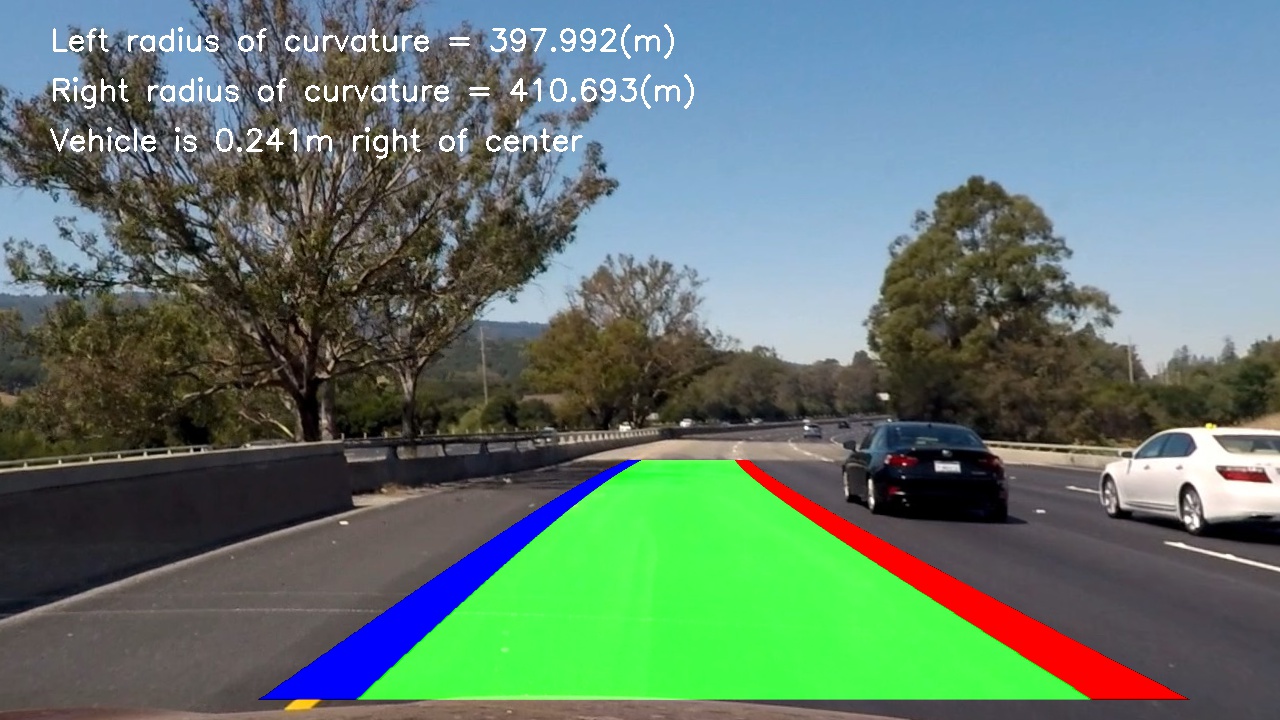 Left radius of curvature = 397.992(m)
Right radius of curvature = 410.693(m)
Vehicle is 0.241m right of center